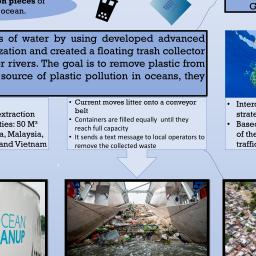 on pieces of
ocean.
G
s of water by using developed advanced
zation and created a floating trash collector
r rivers. The goal is to remove plastic from
source of plastic pollution in oceans, they
xtraction
ties: 50 M³
a, Malaysia,
and Vietnam
• Current moves litter onto a conveyor
belt
• Containers are filled equally until they
reach full capacity
• It sends a text message to local operators to
remove the collected waste
• Interc
strate
• Based
of the
traffic
CEAN
ANUP